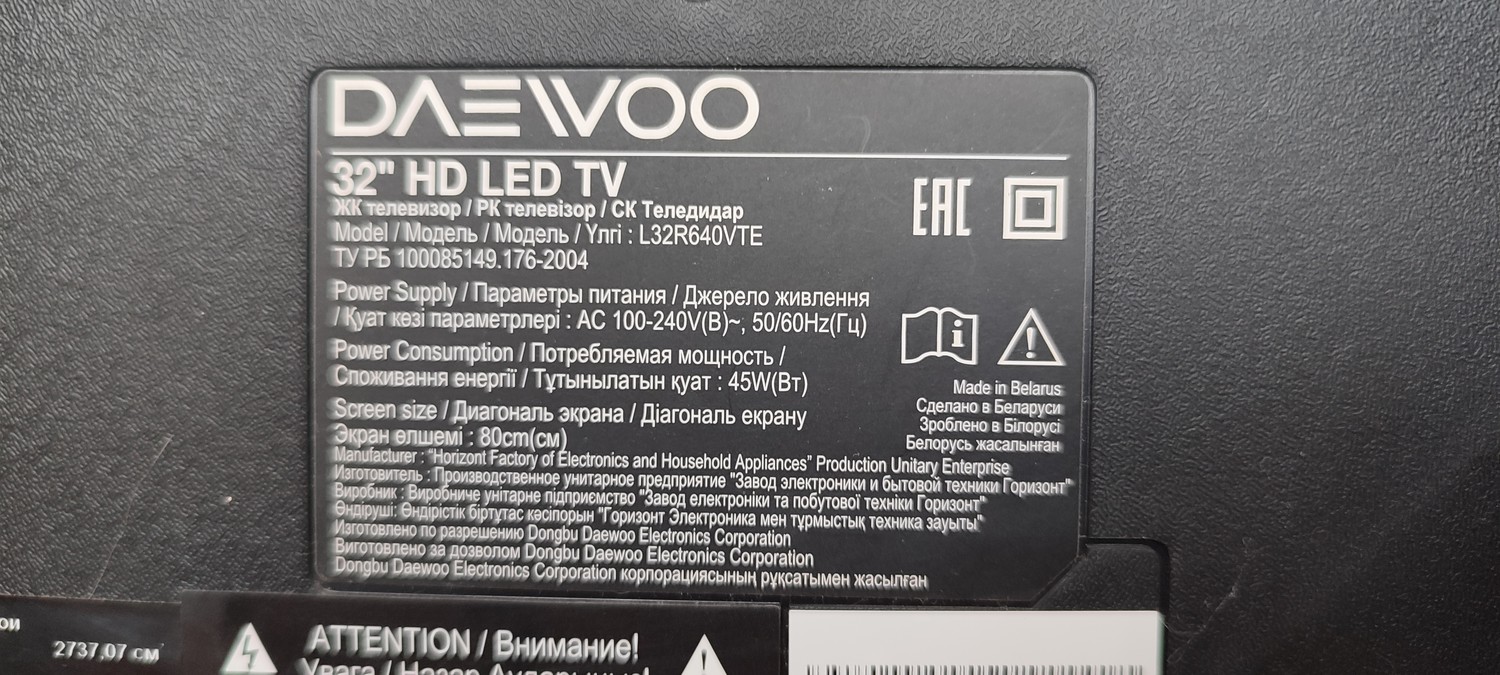 DAEWOO
32" HD LED TV
ЖК телевизор / РК телевізор / СК Теледидар
Model / Модель / Модель / Үлгі : L32R640VTE
ТУ РБ 100085149.176-2004
EAC
Power Supply / Параметры питания / Джерело живлення
/ Қуат көзі параметрлері : AC 100-240V(В)~, 50/60Hz(Гц)
Power Consumption / Потребляемая мощность /
Споживання енергії / Тұтынылатын қуат : 45W(Вт)
Screen size / Диагональ экрана / Діагональ екрану
Экран өлшемі : 80cm(см)
Made in Belarus
Сделано в Беларуси
Зроблено в Білорусі
Белорусь жасалынған
Manufacturer : "Horizont Factory of Electronics and Household Appliances" Production Unitary Enterprise
Изготовитель : Производственное унитарное предприятие "Завод электроники и бытовой техники Горизонт"
Виробник : Виробниче унітарне підприємство "Завод електроніки та побутової техніки Горизонт"
Өндіруші: Өндірістік біртұтас кәсіпорын "Горизонт Электроника мен тұрмыстық техника зауыты"
Изготовлено по разрешению Dongbu Daewoo Electronics Corporation
Виготовлено за дозволом Dongbu Daewoo Electronics Corporation
Dongbu Daewoo Electronics Corporation корпорациясының рұқсатымен жасылған
2737,07 см²
ATTENTION / Внимание!
Увага / Назар